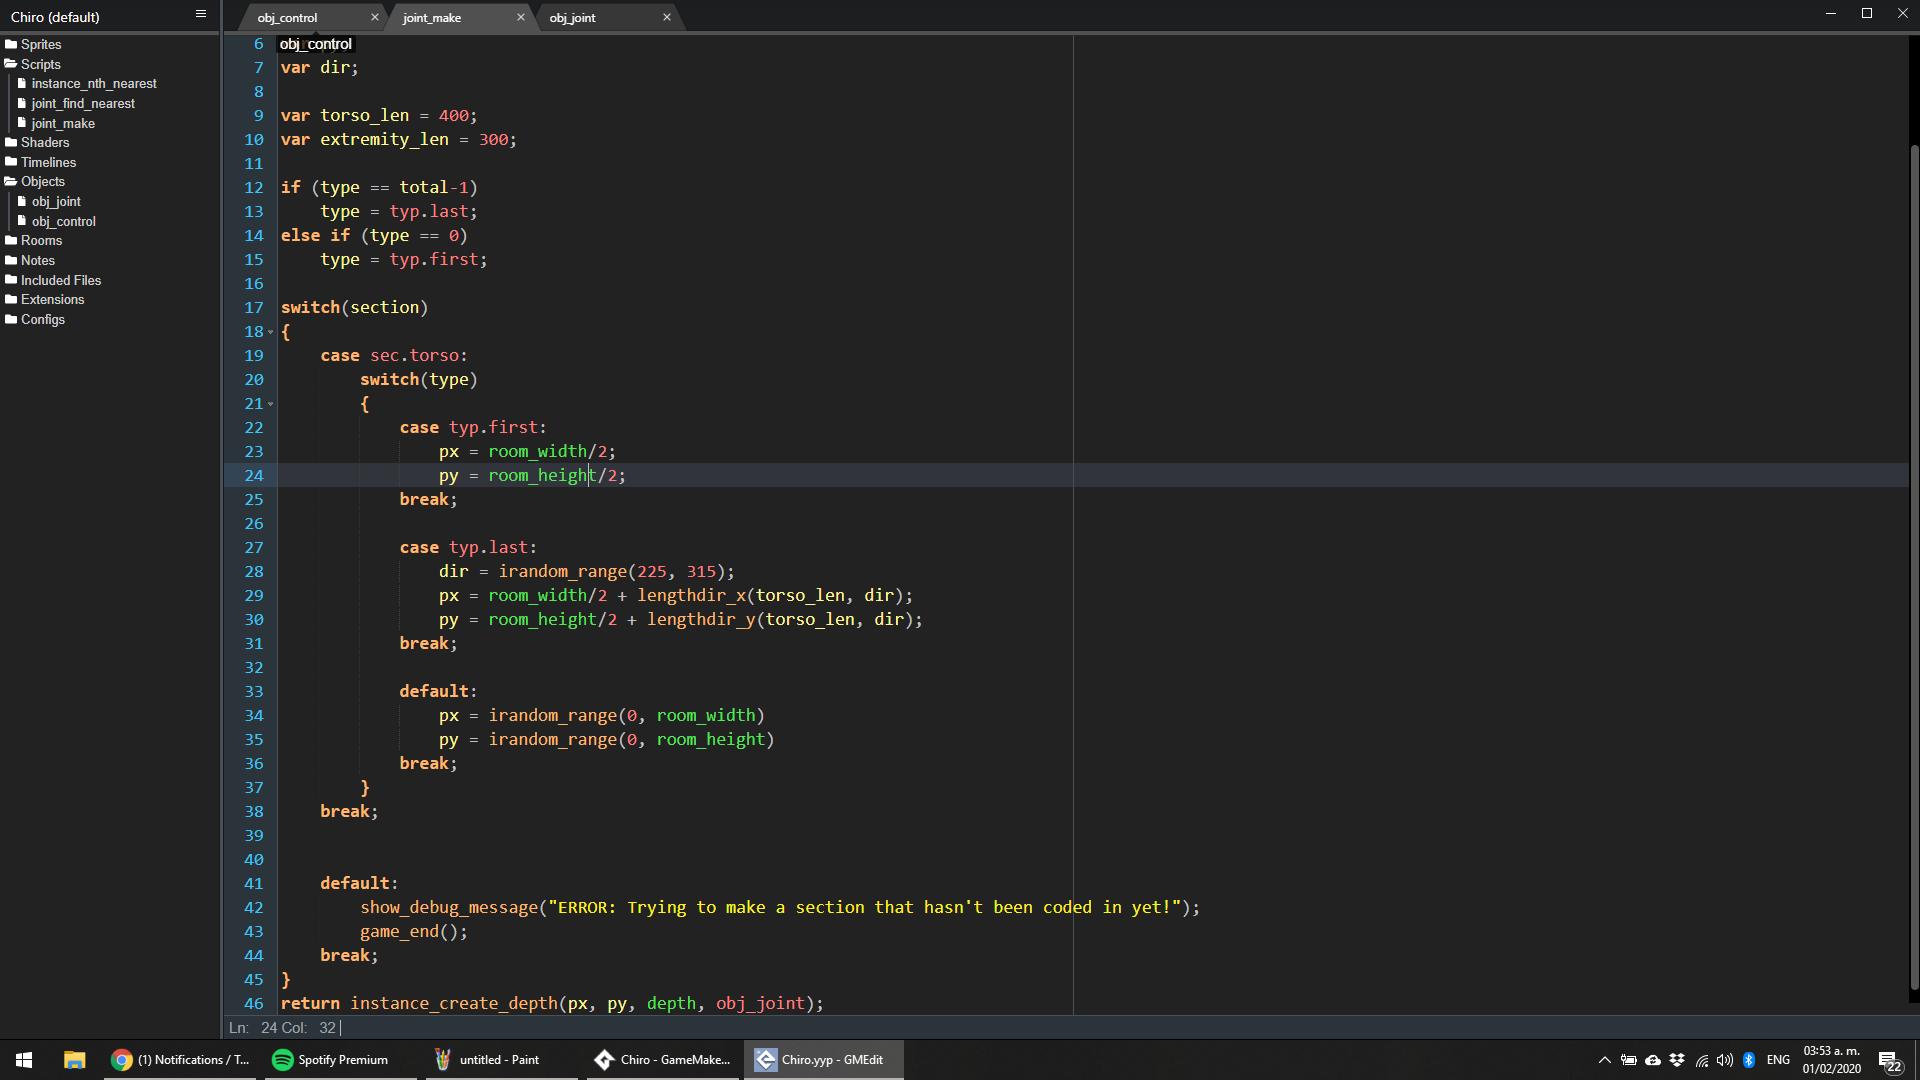 Chiro (default)
obj_control
joint_make
obj_joint
Sprites
Scripts
instance_nth_nearest
joint_find_nearest
joint_make
Shaders
Timelines
Objects
obj_joint
obj_control
Rooms
Notes
Included Files
Extensions
Configs
6
obj_control
7 var dir;
8
9 var torso_len = 400;
10 var extremity_len = 300;
11
12 if (type == total-1)
13 type = typ.last;
14 else if (type == 0)
15 type = typ.first;
16
17 switch(section)
18 {
19 case sec.torso:
20 switch(type)
21 {
22 case typ.first:
23 px = room_width/2;
24 py = room_height/2;
25 break;
26
27 case typ.last:
28 dir = irandom_range(225, 315);
29 px = room_width/2 + lengthdir_x(torso_len, dir);
30 py = room_height/2 + lengthdir_y(torso_len, dir);
31 break;
32
33 default:
34 px = irandom_range(0, room_width)
35 py = irandom_range(0, room_height)
36 break;
37 }
38 break;
39
40
41 default:
42 show_debug_message("ERROR: Trying to make a section that hasn't been coded in yet!");
43 game_end();
44 break;
45 }
46 return instance_create_depth(px, py, depth, obj_joint);
Ln: 24 Col: 32
(1) Notifications / T...
Spotify Premium
untitled - Paint
Chiro - GameMake...
Chiro.yyp - GMEdit
ENG
03:53 a. m.
01/02/2020
22